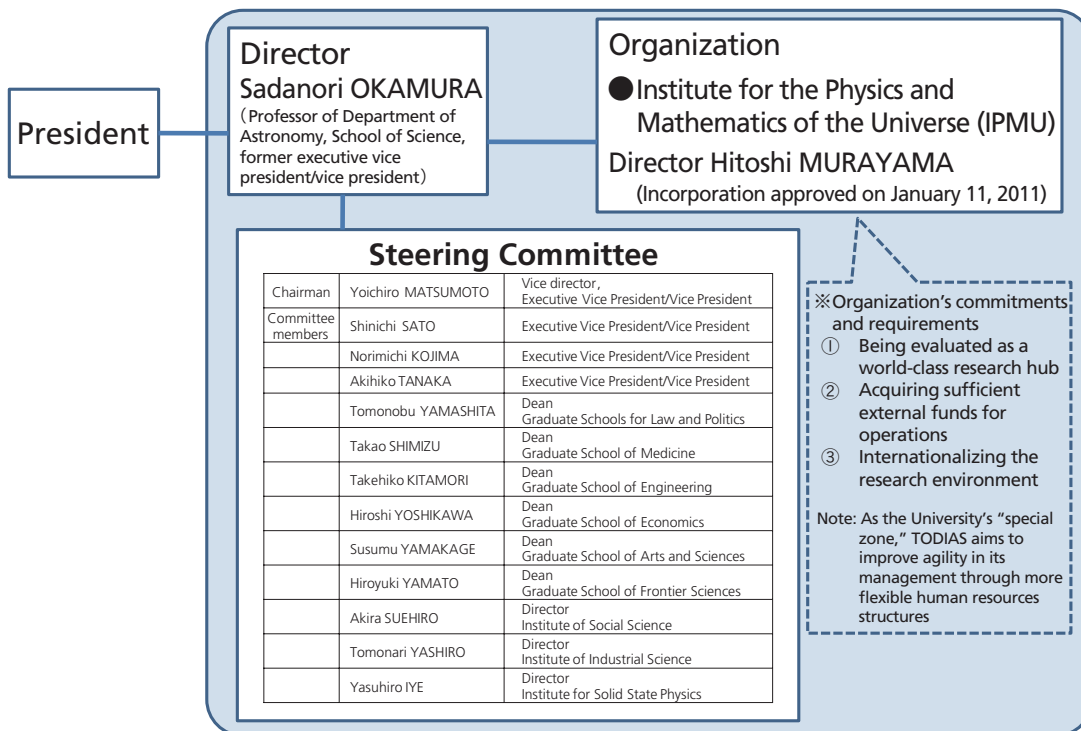 President
Director
Sadanori OKAMURA
（Professor of Department of
Astronomy, School of Science,
former executive vice
president/vice president）
Organization
●Institute for the Physics and
Mathematics of the Universe (IPMU)
Director Hitoshi MURAYAMA
(Incorporation approved on January 11, 2011)
Steering Committee
Chairman Yoichiro MATSUMOTO Vice director,
Executive Vice President/Vice President
Committee
members Shinichi SATO Executive Vice President/Vice President
Norimichi KOJIMA Executive Vice President/Vice President
Akihiko TANAKA Executive Vice President/Vice President
Tomonobu YAMASHITA Dean
Graduate Schools for Law and Politics
Takao SHIMIZU Dean
Graduate School of Medicine
Takehiko KITAMORI Dean
Graduate School of Engineering
Hiroshi YOSHIKAWA Dean
Graduate School of Economics
Susumu YAMAKAGE Dean
Graduate School of Arts and Sciences
Hiroyuki YAMATO Dean
Graduate School of Frontier Sciences
Akira SUEHIRO Director
Institute of Social Science
Tomonari YASHIRO Director
Institute of Industrial Science
Yasuhiro IYE Director
Institute for Solid State Physics
※Organization's commitments
and requirements
① Being evaluated as a
world-class research hub
② Acquiring sufficient
external funds for
operations
③ Internationalizing the
research environment
Note: As the University's “special
zone,” TODIAS aims to
improve agility in its
management through more
flexible human resources
structures